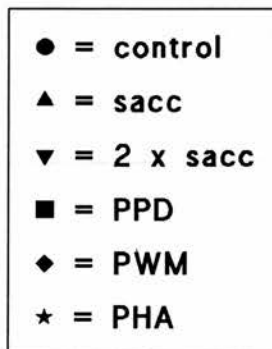 ● = control
▲ = sacc
▼ = 2 x sacc
■ = PPD
◆ = PWM
★ = PHA